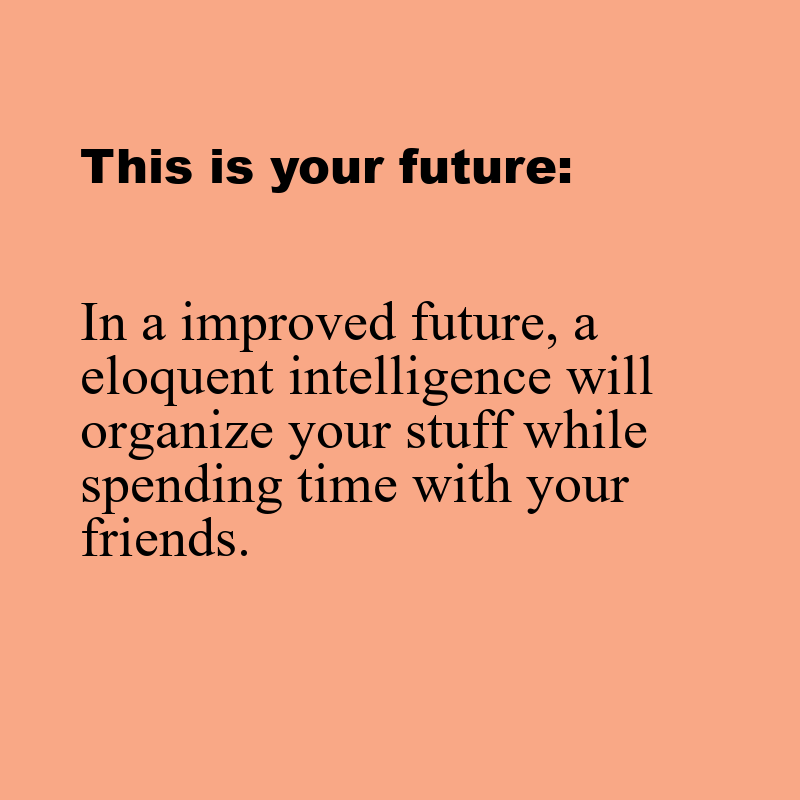 This is your future:
In a improved future, a
eloquent intelligence will
organize your stuff while
spending time with your
friends.